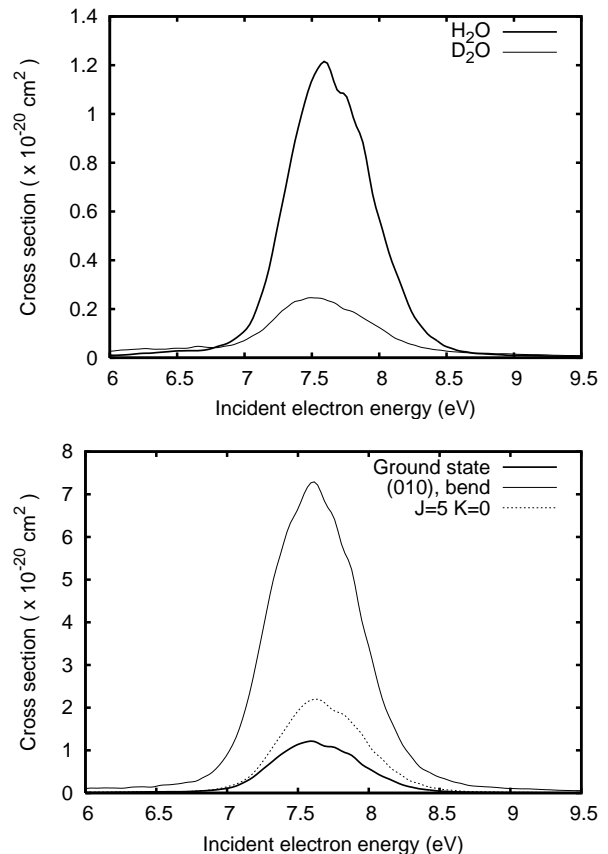 H₂O
D₂O
1.4
1.2
1
0.8
0.6
0.4
0.2
0
Cross section ( x 10⁻²⁰ cm²)
6 6.5 7 7.5 8 8.5 9 9.5
Incident electron energy (eV)
Ground state
(010), bend
J=5 K=0
8
7
6
5
4
3
2
1
0
Cross section ( x 10⁻²⁰ cm²)
6 6.5 7 7.5 8 8.5 9 9.5
Incident electron energy (eV)